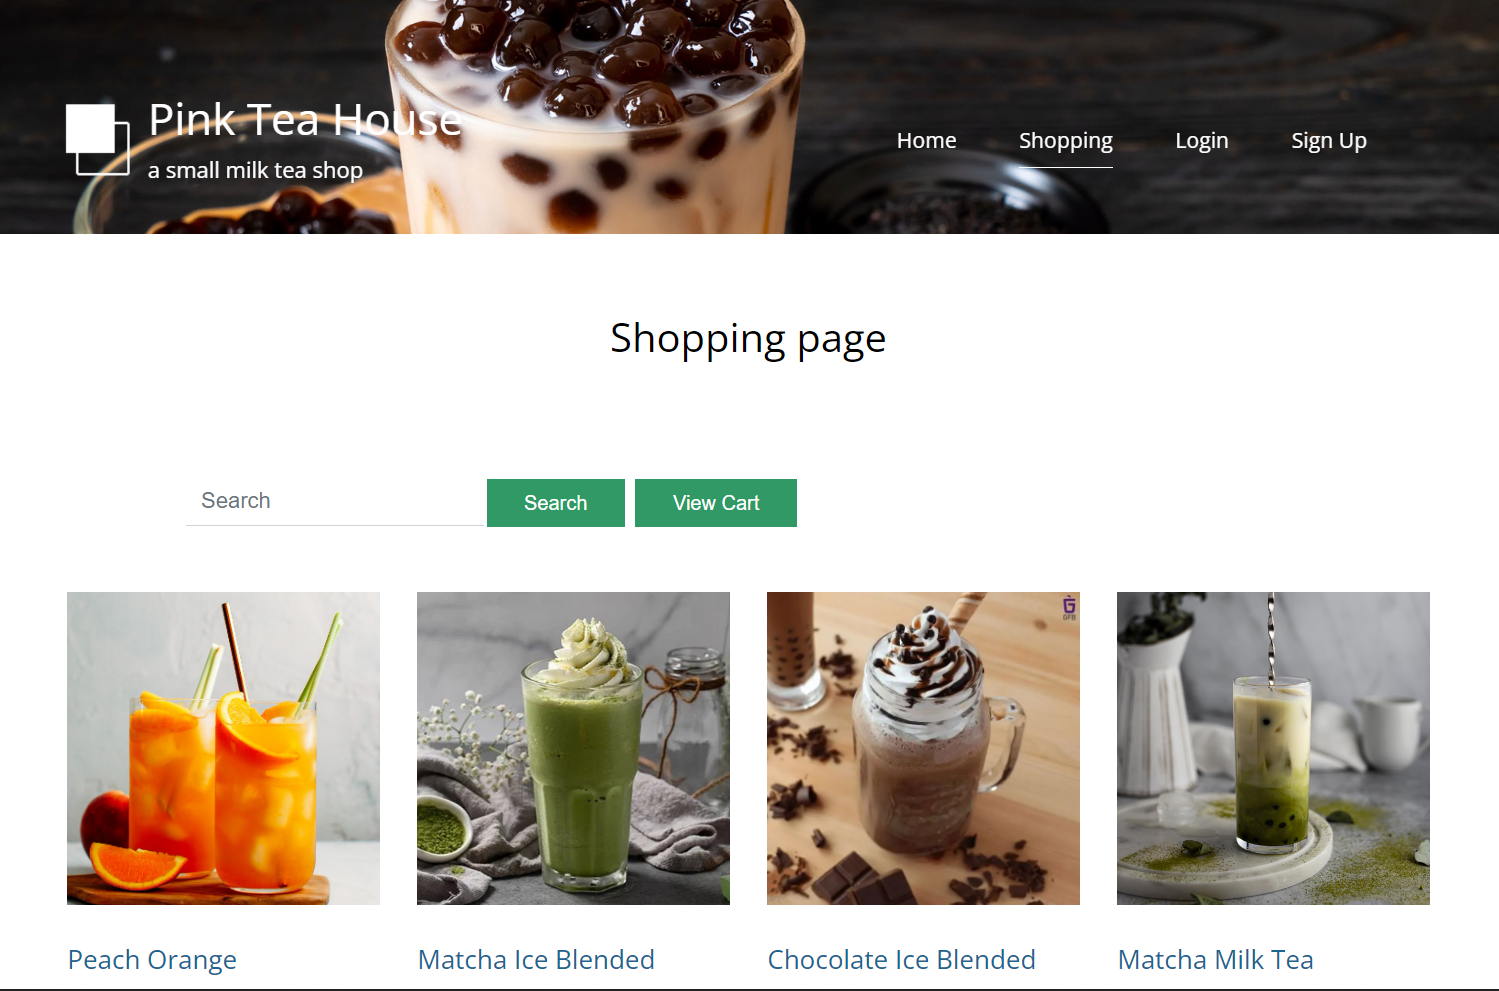 Pink Tea House
a small milk tea shop
Home
Shopping
Login
Sign Up
Shopping page
Search
Search
View Cart
GFB
Peach Orange
Matcha Ice Blended
Chocolate Ice Blended
Matcha Milk Tea